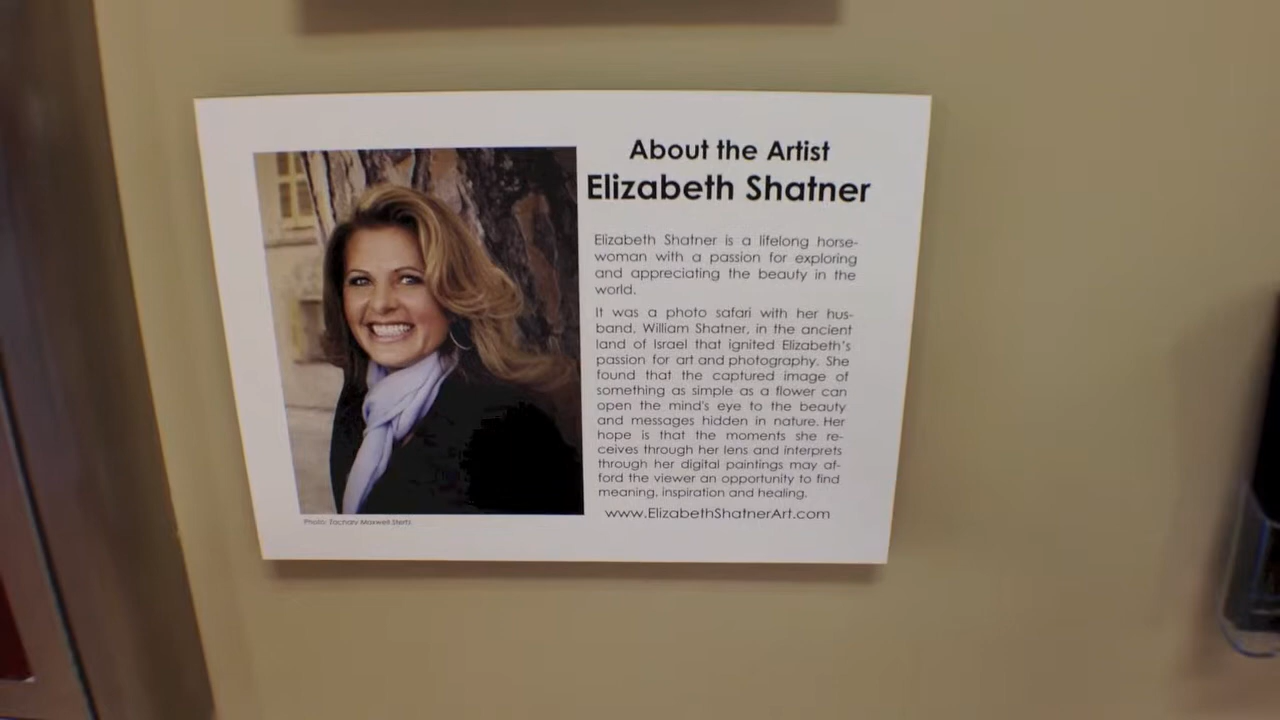 About the Artist
Elizabeth Shatner
Elizabeth Shatner is a lifelong horse-
woman with a passion for exploring
and appreciating the beauty in the
world.
It was a photo safari with her hus-
band, William Shatner, in the ancient
land of Israel that ignited Elizabeth's
passion for art and photography. She
found that the captured image of
something as simple as a flower can
open the mind's eye to the beauty
and messages hidden in nature. Her
hope is that the moments she re-
ceives through her lens and interprets
through her digital paintings may af-
ford the viewer an opportunity to find
meaning, inspiration and healing.
www.ElizabethShatnerArt.com
Photo: Zachary Maxwell Stertz